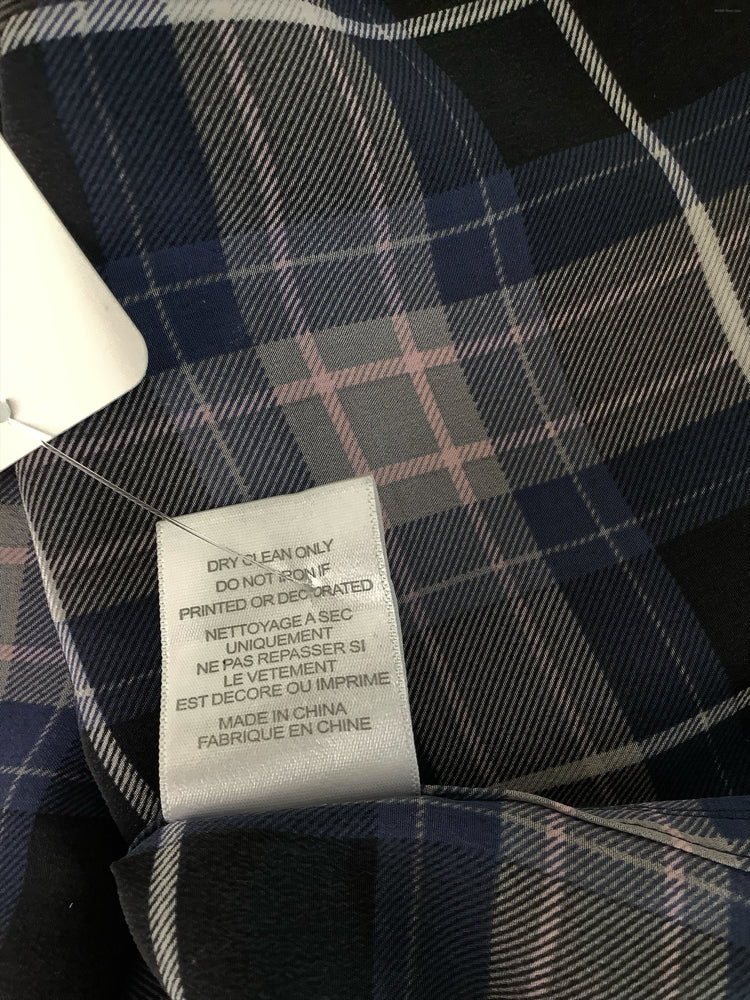 DRY CLEAN ONLY
DO NOT IRON IF
PRINTED OR DECORATED
NETTOYAGE A SEC
UNIQUEMENT
NE PAS REPASSER SI
LE VETEMENT
EST DECORE OU IMPRIME
MADE IN CHINA
FABRIQUE EN CHINE